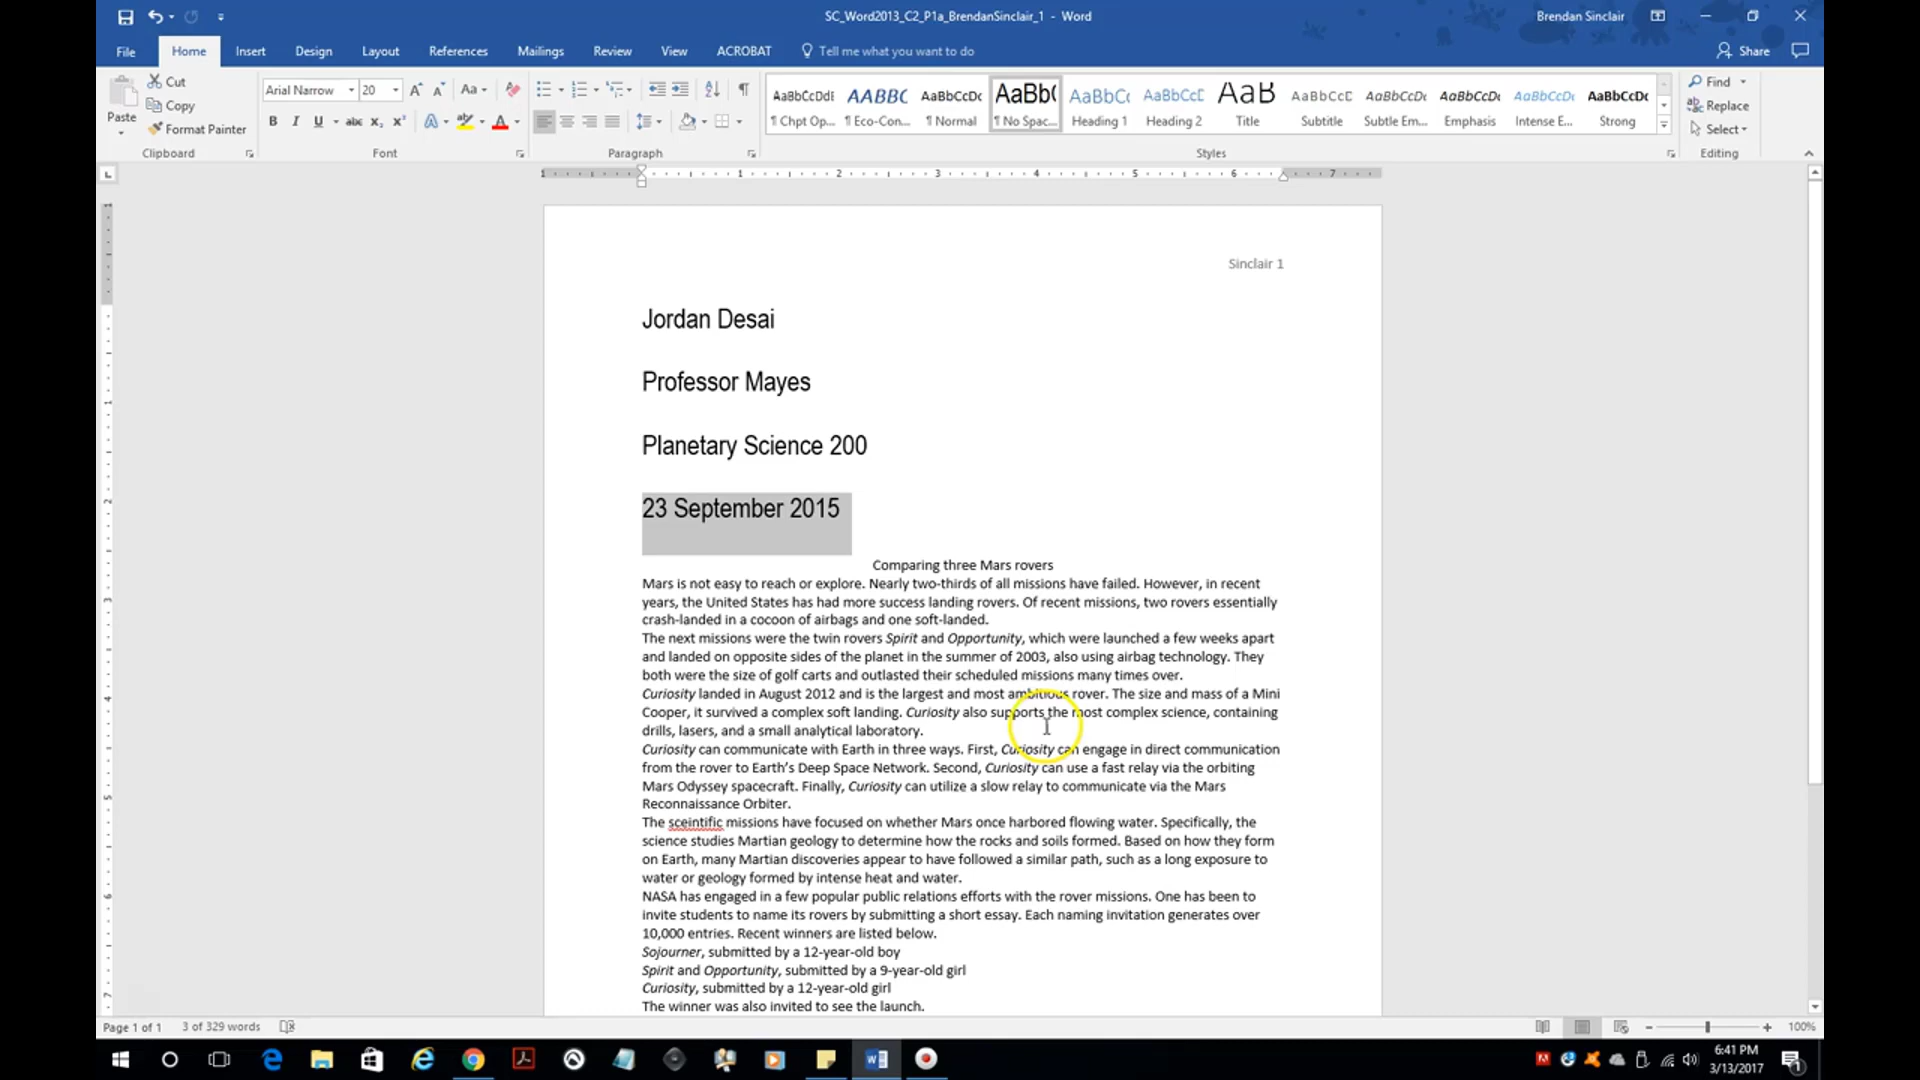 SC_Word2013_C2_P1a_BrendanSinclair_1 - Word
Brendan Sinclair
File Home Insert Design Layout References Mailings Review View ACROBAT Tell me what you want to do Share
Paste
Cut
Copy
Format Painter
Clipboard
Arial Narrow 20
Font
Paragraph
AaBbCcDdE AABBC AaBbCcDc AaBb( AaBbCc AaBbCcD AaB AaBbCcD AaBbCcDc AaBbCcDc AaBbCcDc AaBbCcDc
¶ Chpt Op... ¶ Eco-Con... ¶ Normal ¶ No Spac... Heading 1 Heading 2 Title Subtitle Subtle Em... Emphasis Intense E... Strong
Styles
Find
Replace
Select
Editing
1 1 2 3 4 5 6 7
Sinclair 1
Jordan Desai
Professor Mayes
Planetary Science 200
23 September 2015
Comparing three Mars rovers
Mars is not easy to reach or explore. Nearly two-thirds of all missions have failed. However, in recent
years, the United States has had more success landing rovers. Of recent missions, two rovers essentially
crash-landed in a cocoon of airbags and one soft-landed.
The next missions were the twin rovers Spirit and Opportunity, which were launched a few weeks apart
and landed on opposite sides of the planet in the summer of 2003, also using airbag technology. They
both were the size of golf carts and outlasted their scheduled missions many times over.
Curiosity landed in August 2012 and is the largest and most ambitious rover. The size and mass of a Mini
Cooper, it survived a complex soft landing. Curiosity also supports the most complex science, containing
drills, lasers, and a small analytical laboratory.
Curiosity can communicate with Earth in three ways. First, Curiosity can engage in direct communication
from the rover to Earth's Deep Space Network. Second, Curiosity can use a fast relay via the orbiting
Mars Odyssey spacecraft. Finally, Curiosity can utilize a slow relay to communicate via the Mars
Reconnaissance Orbiter.
The sceintific missions have focused on whether Mars once harbored flowing water. Specifically, the
science studies Martian geology to determine how the rocks and soils formed. Based on how they form
on Earth, many Martian discoveries appear to have followed a similar path, such as a long exposure to
water or geology formed by intense heat and water.
NASA has engaged in a few popular public relations efforts with the rover missions. One has been to
invite students to name its rovers by submitting a short essay. Each naming invitation generates over
10,000 entries. Recent winners are listed below.
Sojourner, submitted by a 12-year-old boy
Spirit and Opportunity, submitted by a 9-year-old girl
Curiosity, submitted by a 12-year-old girl
The winner was also invited to see the launch.
Page 1 of 1 3 of 329 words 100%
6:41 PM
3/13/2017